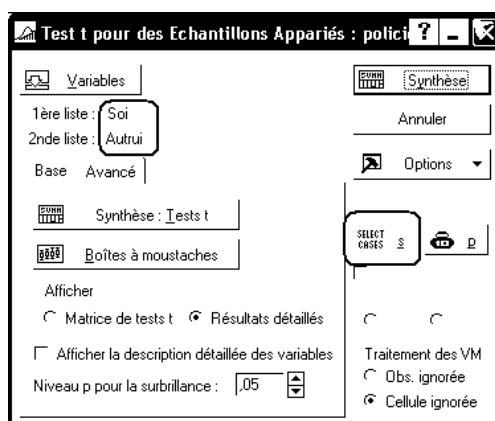 Test t pour des Echantillons Appariés : polici
Variables
1ère liste : Soi
2nde liste : Autrui
Base Avancé
SUMM
Synthèse : Tests t
Boîtes à moustaches
Afficher
Matrice de tests t Résultats détaillés
Afficher la description détaillée des variables
Niveau p pour la surbrillance : ,05
SUMM
Synthèse
Annuler
Options
SELECT
CASES S D
Traitement des VM
Obs. ignorée
Cellule ignorée